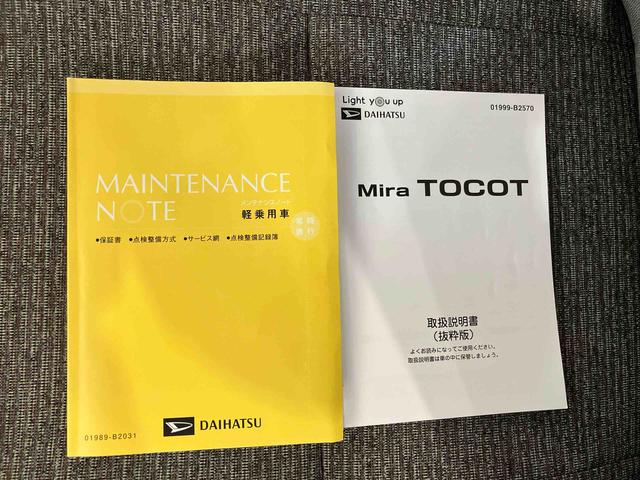 MAINTENANCE
NOTE
メンテナンスノート
軽乗用車
●保証書 ●点検整備方式 ●サービス網 ●点検整備記録簿
01989-B2031
DAIHATSU
Light you up
DAIHATSU
01999-B2570
Mira TOCOT
取扱説明書
(抜粋版)
よくお読みになってご使用ください。
取扱説明書は車の中に保管しましょう。